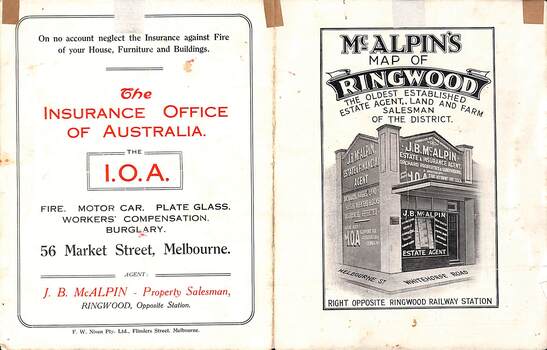 On no account neglect the Insurance against Fire
of your House, Furniture and Buildings.
The
INSURANCE OFFICE
OF AUSTRALIA.
THE
I.O.A.
FIRE. MOTOR CAR. PLATE GLASS.
WORKERS' COMPENSATION.
BURGLARY.
56 Market Street, Melbourne.
AGENT:
J. B. McALPIN - Property Salesman,
RINGWOOD, Opposite Station.
F. W. Niven Pty. Ltd., Flinders Street, Melbourne.
McALPIN'S
MAP OF
RINGWOOD
THE OLDEST ESTABLISHED
ESTATE AGENT, LAND AND FARM
SALESMAN
OF THE DISTRICT.
J.B. McALPIN
ESTATE & FINANCIAL
AGENT
I.O.A
J.B. McALPIN
ESTATE & INSURANCE AGENT.
I.O.A
J.B. McALPIN
ESTATE AGENT
MELBOURNE ST
WHITEHORSE ROAD
RIGHT OPPOSITE RINGWOOD RAILWAY STATION